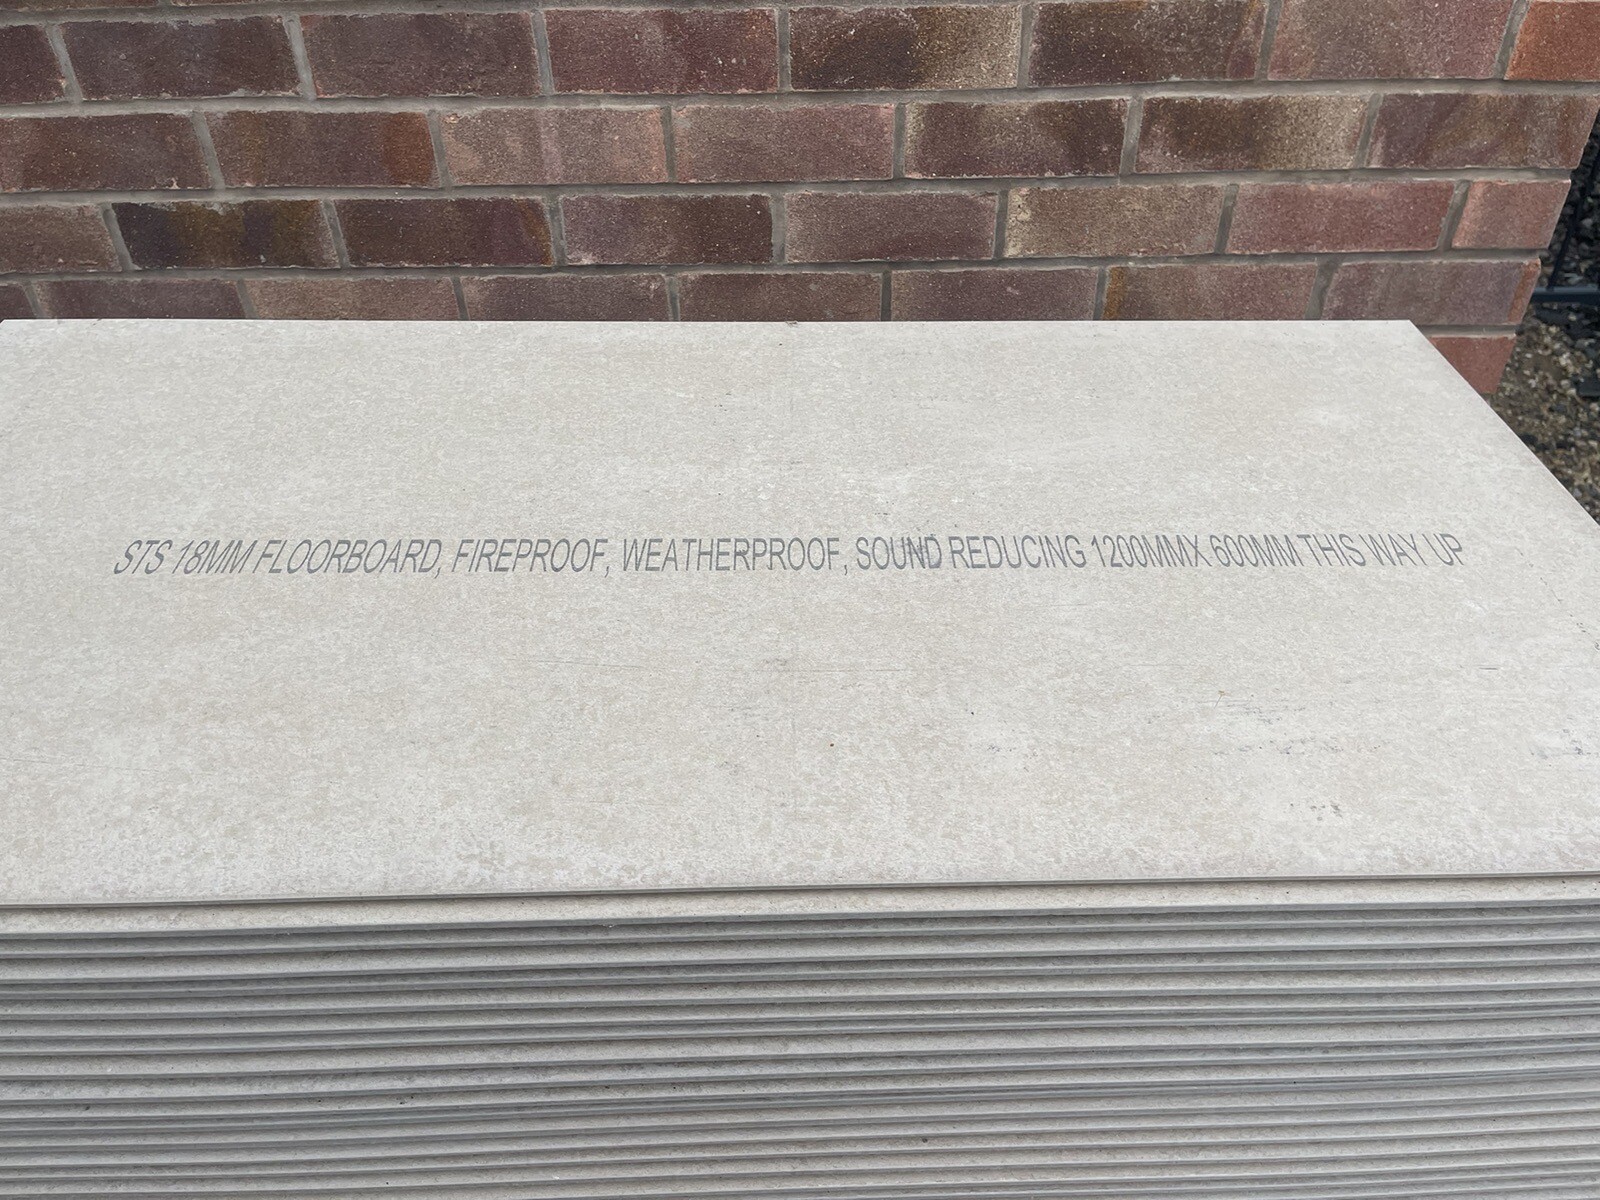 STS 18MM FLOORBOARD, FIREPROOF, WEATHERPROOF, SOUND REDUCING 1200MMX 600MM THIS WAY UP